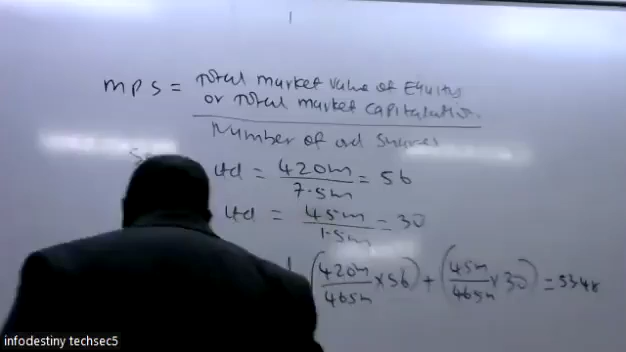 MPS = Total market value of Equity
or Total market capitalisation
Number of ord shares
Ltd = 420m / 7.5m = 56
Ltd = 45m / 1.5m = 30
(420m / 465m × 56) + (45m / 465m × 30) = 53.48
infodestiny techsec5